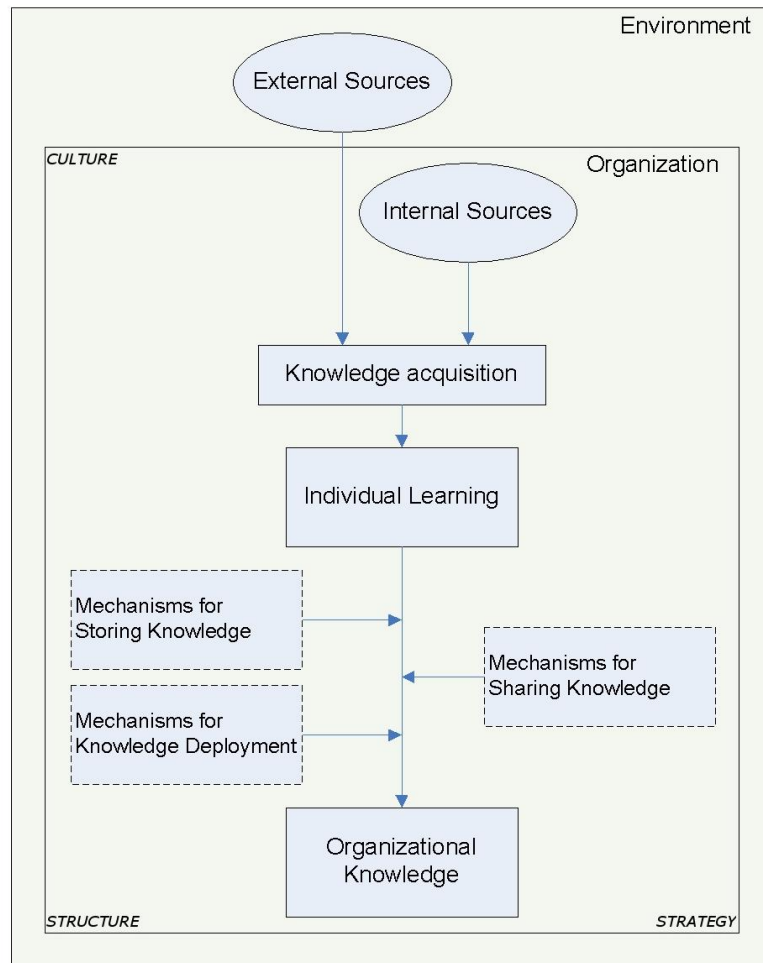 Environment
External Sources
CULTURE
Organization
Internal Sources
Knowledge acquisition
Individual Learning
Mechanisms for
Storing Knowledge
Mechanisms for
Sharing Knowledge
Mechanisms for
Knowledge Deployment
Organizational
Knowledge
STRUCTURE
STRATEGY